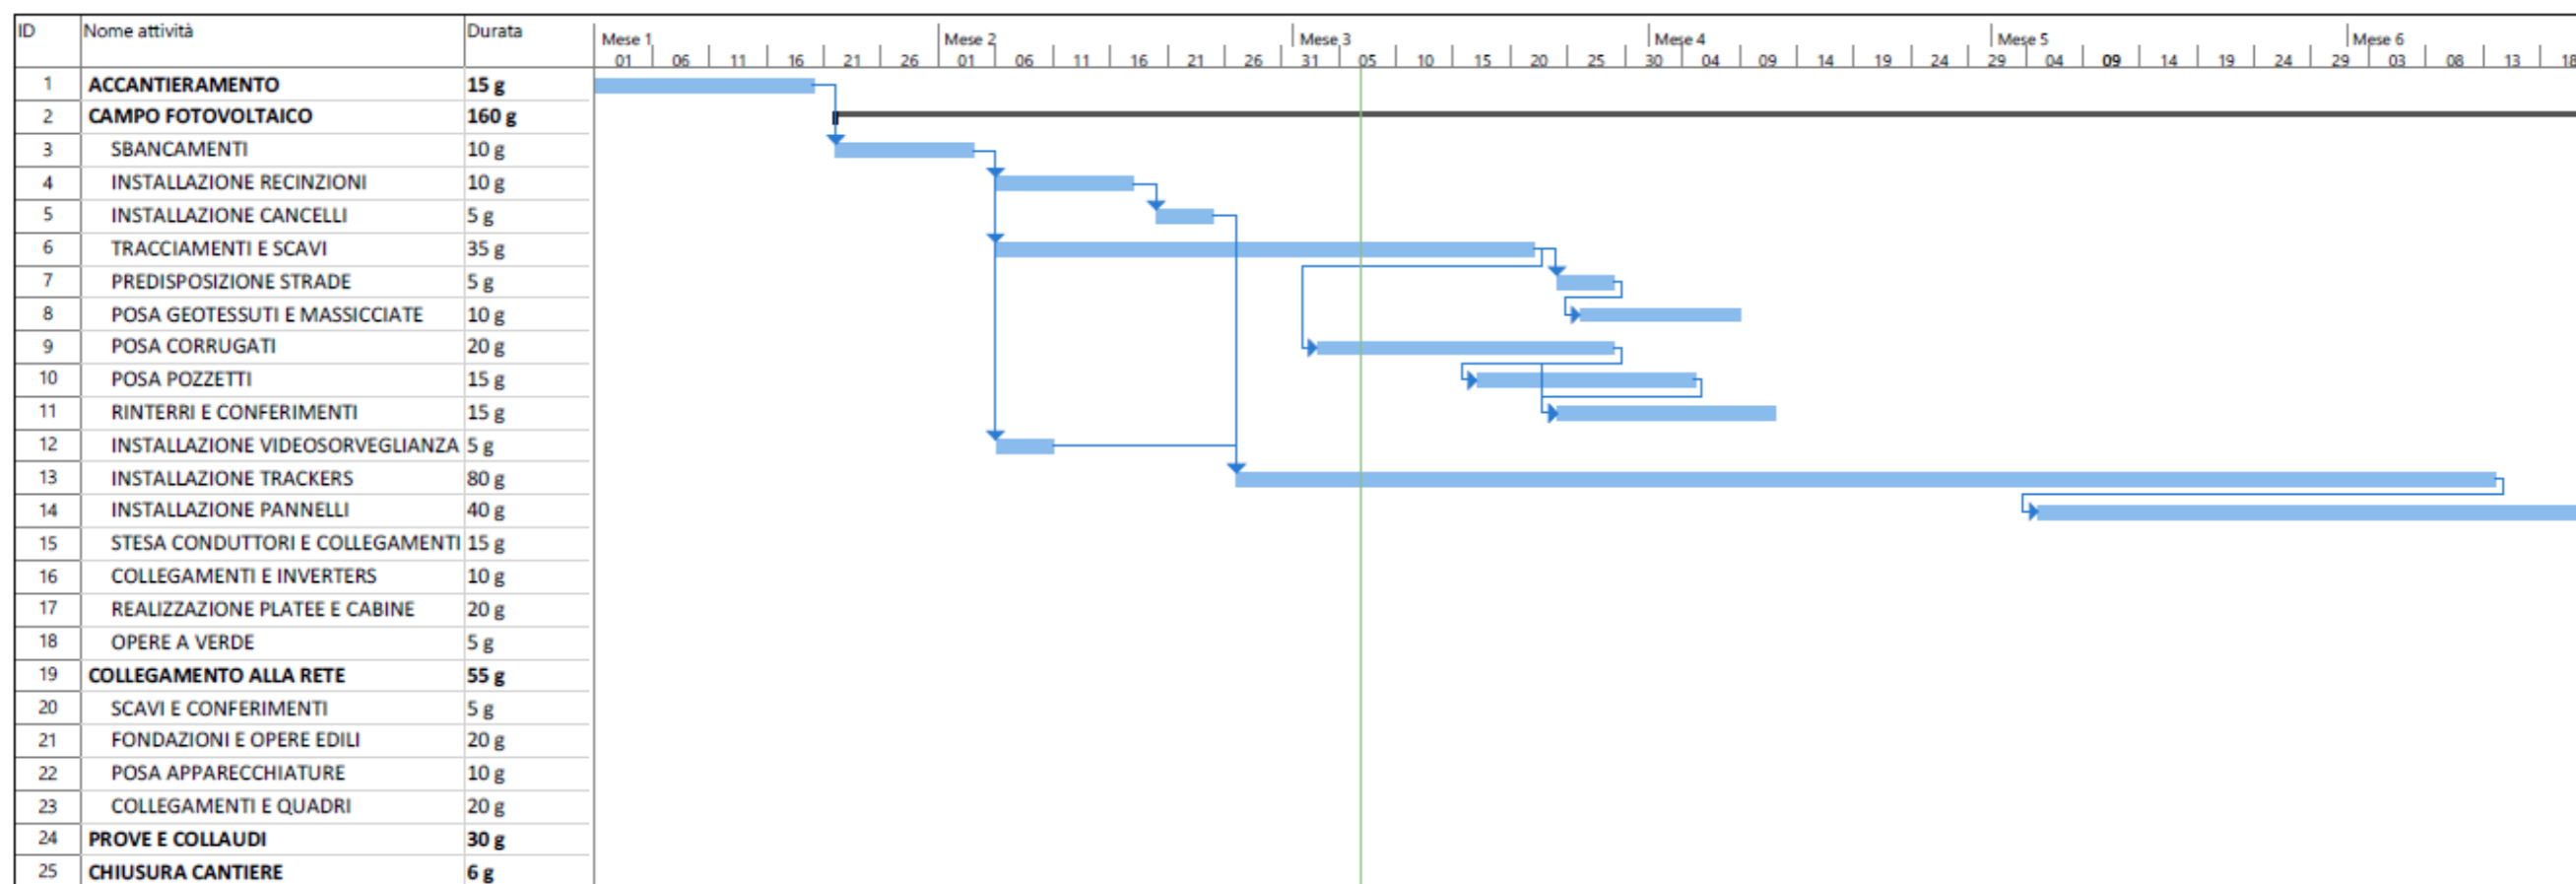 ID Nome attività Durata Mese 1 Mese 2 Mese 3 Mese 4 Mese 5 Mese 6
01 06 11 16 21 26 01 06 11 16 21 26 31 05 10 15 20 25 30 04 09 14 19 24 29 04 09 14 19 24 29 03 08 13 18
1 ACCANTIERAMENTO 15 g
2 CAMPO FOTOVOLTAICO 160 g
3 SBANCAMENTI 10 g
4 INSTALLAZIONE RECINZIONI 10 g
5 INSTALLAZIONE CANCELLI 5 g
6 TRACCIAMENTI E SCAVI 35 g
7 PREDISPOSIZIONE STRADE 5 g
8 POSA GEOTESSUTI E MASSICCIATE 10 g
9 POSA CORRUGATI 20 g
10 POSA POZZETTI 15 g
11 RINTERRI E CONFERIMENTI 15 g
12 INSTALLAZIONE VIDEOSORVEGLIANZA 5 g
13 INSTALLAZIONE TRACKERS 80 g
14 INSTALLAZIONE PANNELLI 40 g
15 STESA CONDUTTORI E COLLEGAMENTI 15 g
16 COLLEGAMENTI E INVERTERS 10 g
17 REALIZZAZIONE PLATEE E CABINE 20 g
18 OPERE A VERDE 5 g
19 COLLEGAMENTO ALLA RETE 55 g
20 SCAVI E CONFERIMENTI 5 g
21 FONDAZIONI E OPERE EDILI 20 g
22 POSA APPARECCHIATURE 10 g
23 COLLEGAMENTI E QUADRI 20 g
24 PROVE E COLLAUDI 30 g
25 CHIUSURA CANTIERE 6 g